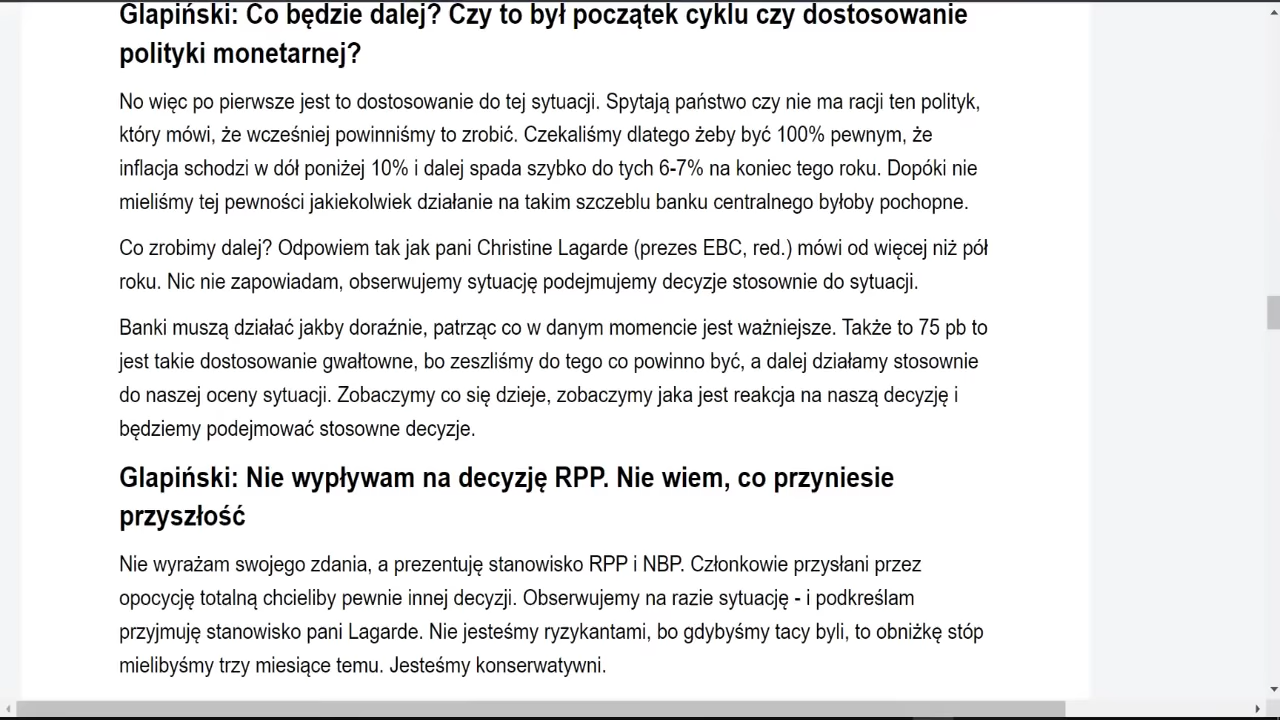 Glapiński: Co będzie dalej? Czy to był początek cyklu czy dostosowanie
polityki monetarnej?
No więc po pierwsze jest to dostosowanie do tej sytuacji. Spytają państwo czy nie ma racji ten polityk,
który mówi, że wcześniej powinniśmy to zrobić. Czekaliśmy dlatego żeby być 100% pewnym, że
inflacja schodzi w dół poniżej 10% i dalej spada szybko do tych 6-7% na koniec tego roku. Dopóki nie
mieliśmy tej pewności jakiekolwiek działanie na takim szczeblu banku centralnego byłoby pochopne.
Co zrobimy dalej? Odpowiem tak jak pani Christine Lagarde (prezes EBC, red.) mówi od więcej niż pół
roku. Nic nie zapowiadam, obserwujemy sytuację podejmujemy decyzje stosownie do sytuacji.
Banki muszą działać jakby doraźnie, patrząc co w danym momencie jest ważniejsze. Także to 75 pb to
jest takie dostosowanie gwałtowne, bo zeszliśmy do tego co powinno być, a dalej działamy stosownie
do naszej oceny sytuacji. Zobaczymy co się dzieje, zobaczymy jaka jest reakcja na naszą decyzję i
będziemy podejmować stosowne decyzje.
Glapiński: Nie wypływam na decyzję RPP. Nie wiem, co przyniesie
przyszłość
Nie wyrażam swojego zdania, a prezentuję stanowisko RPP i NBP. Członkowie przysłani przez
opocycję totalną chcieliby pewnie innej decyzji. Obserwujemy na razie sytuację - i podkreślam
przyjmuję stanowisko pani Lagarde. Nie jesteśmy ryzykantami, bo gdybyśmy tacy byli, to obniżkę stóp
mielibyśmy trzy miesiące temu. Jesteśmy konserwatywni.